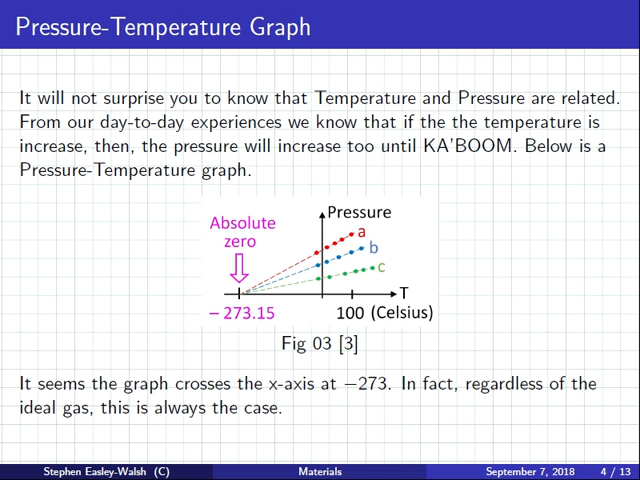 Pressure-Temperature Graph
It will not surprise you to know that Temperature and Pressure are related.
From our day-to-day experiences we know that if the the temperature is
increase, then, the pressure will increase too until KA'BOOM. Below is a
Pressure-Temperature graph.
Pressure
Absolute
zero
a
b
c
T
− 273.15
100 (Celsius)
Fig 03 [3]
It seems the graph crosses the x-axis at −273. In fact, regardless of the
ideal gas, this is always the case.
Stephen Easley-Walsh (C) Materials September 7, 2018 4 / 13